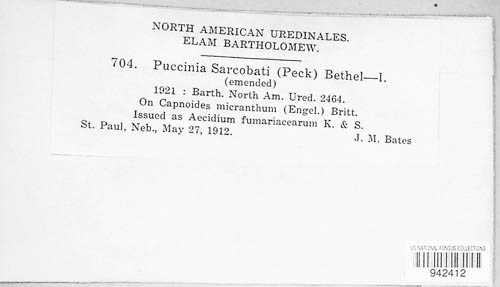 NORTH AMERICAN UREDINALES.
ELAM BARTHOLOMEW.
704. Puccinia Sarcobati (Peck) Bethel—I.
(emended)
1921 : Barth. North Am. Ured. 2464.
On Capnoides micranthum (Engel.) Britt.
Issued as Aecidium fumariacearum K. & S.
St. Paul, Neb., May 27, 1912. J. M. Bates
US NATIONAL FUNGUS COLLECTIONS
942412